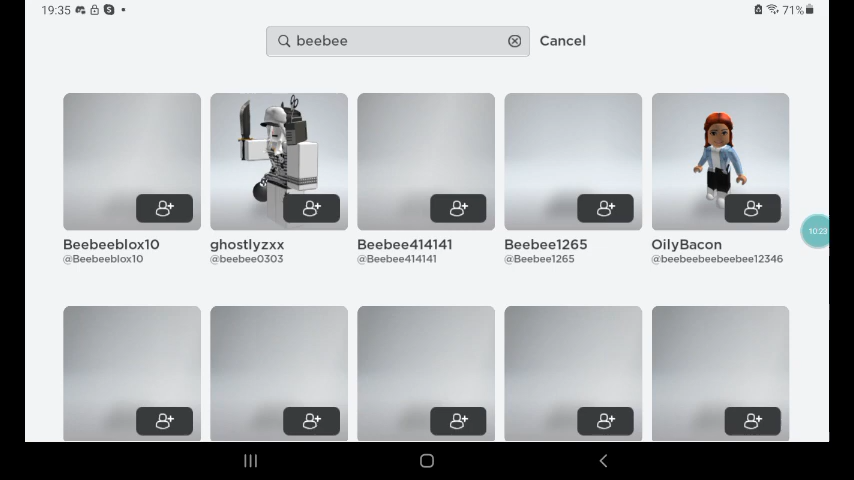 19:35
71%
beebee
Cancel
Beebeeblox10
@Beebeeblox10
ghostlyzxx
@beebee0303
Beebee414141
@Beebee414141
Beebee1265
@Beebee1265
OilyBacon
@beebeebeebeebee12346
10:23